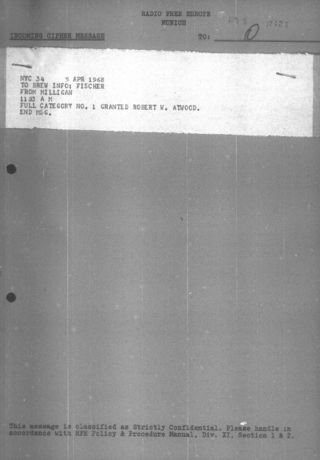 RADIO FREE EUROPE
MUNICH
INCOMING CIPHER MESSAGE TO: 0
NYC 34 5 APR 1968
TO BREW INFO: FISCHER
FROM MILLIGAN
1133 A M
FULL CATEGORY NO. 1 GRANTED ROBERT W. ATWOOD.
END MSG.
This message is classified as Strictly Confidential. Please handle in
accordance with RFE Policy & Procedure Manual, Div. XI, Section 1 & 2.